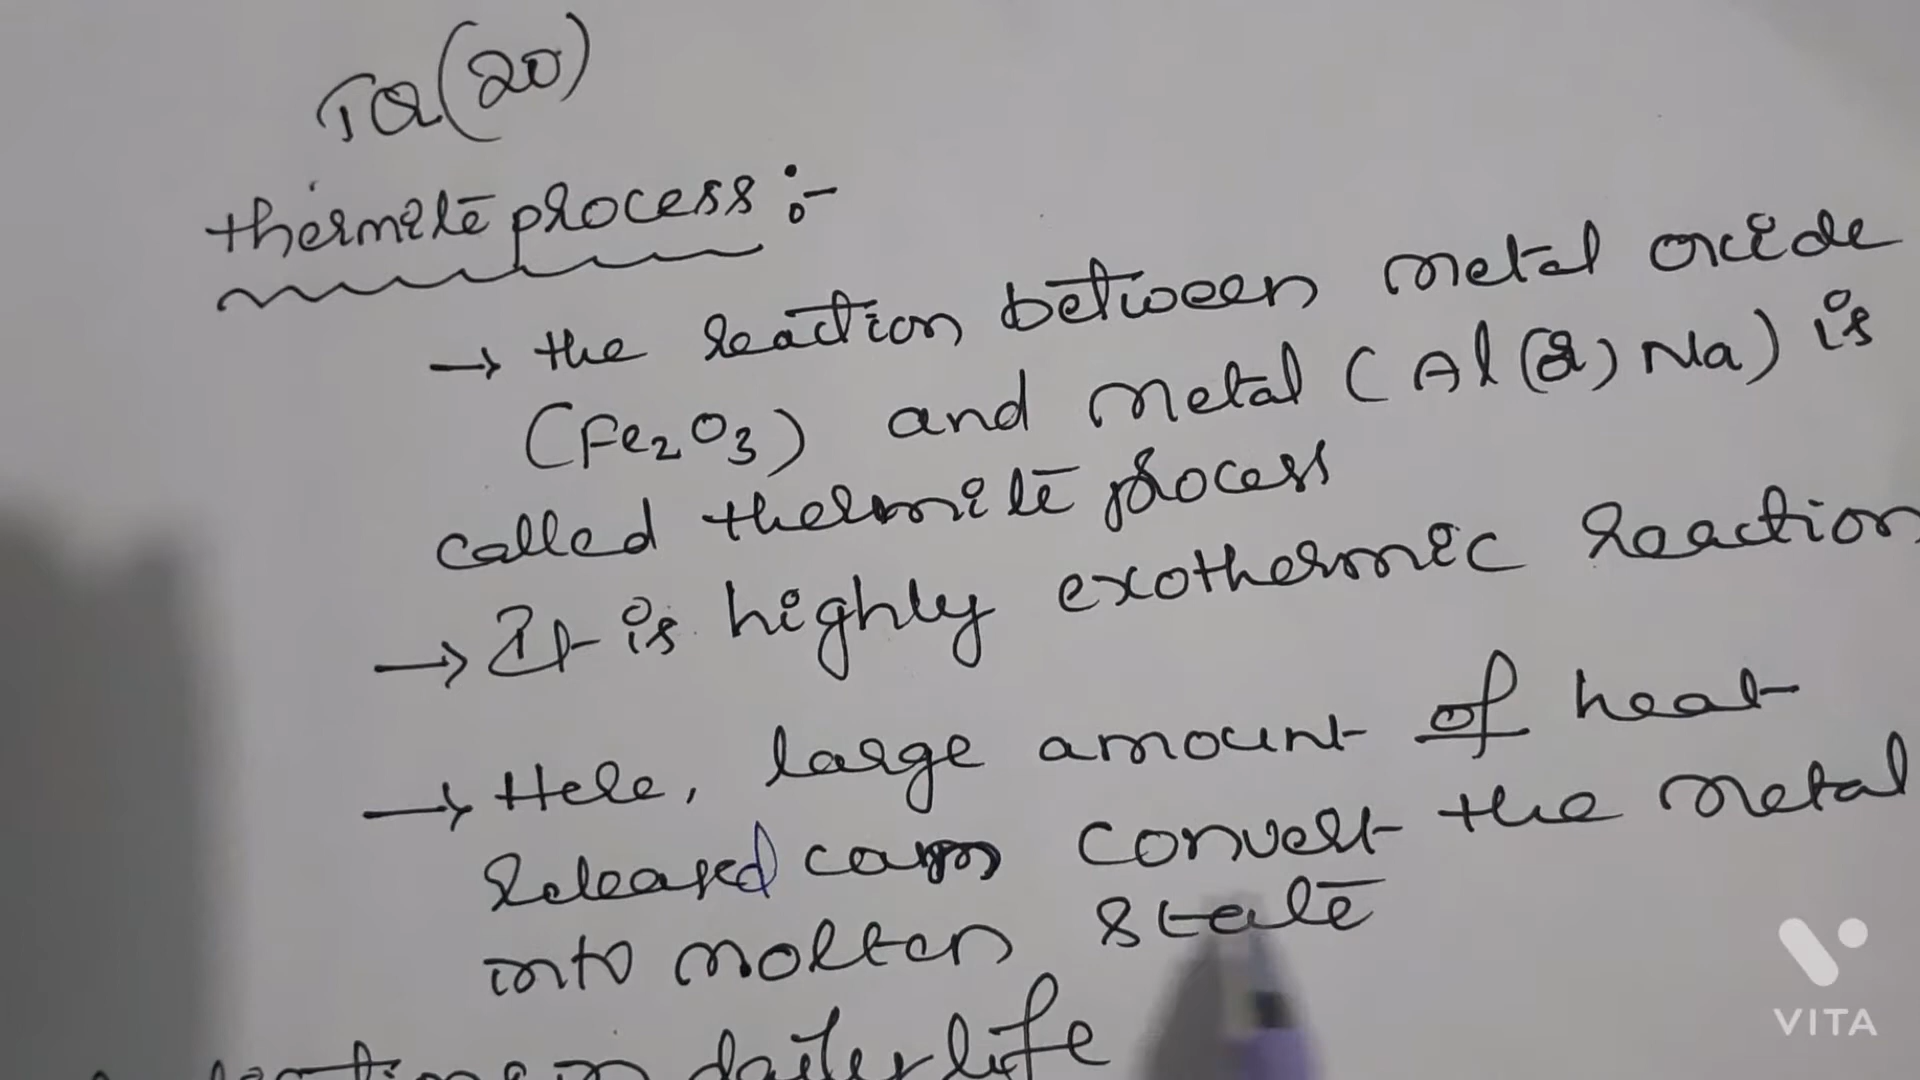 TQ(20)
thermite process :-
→ the reaction between metal oxide
(Fe2O3) and metal (Al (or) Na) is
called thermite process
→ It is highly exothermic reaction
→ Here, large amount of heat
released can convert the metal
into molten state
in daily life
VITA